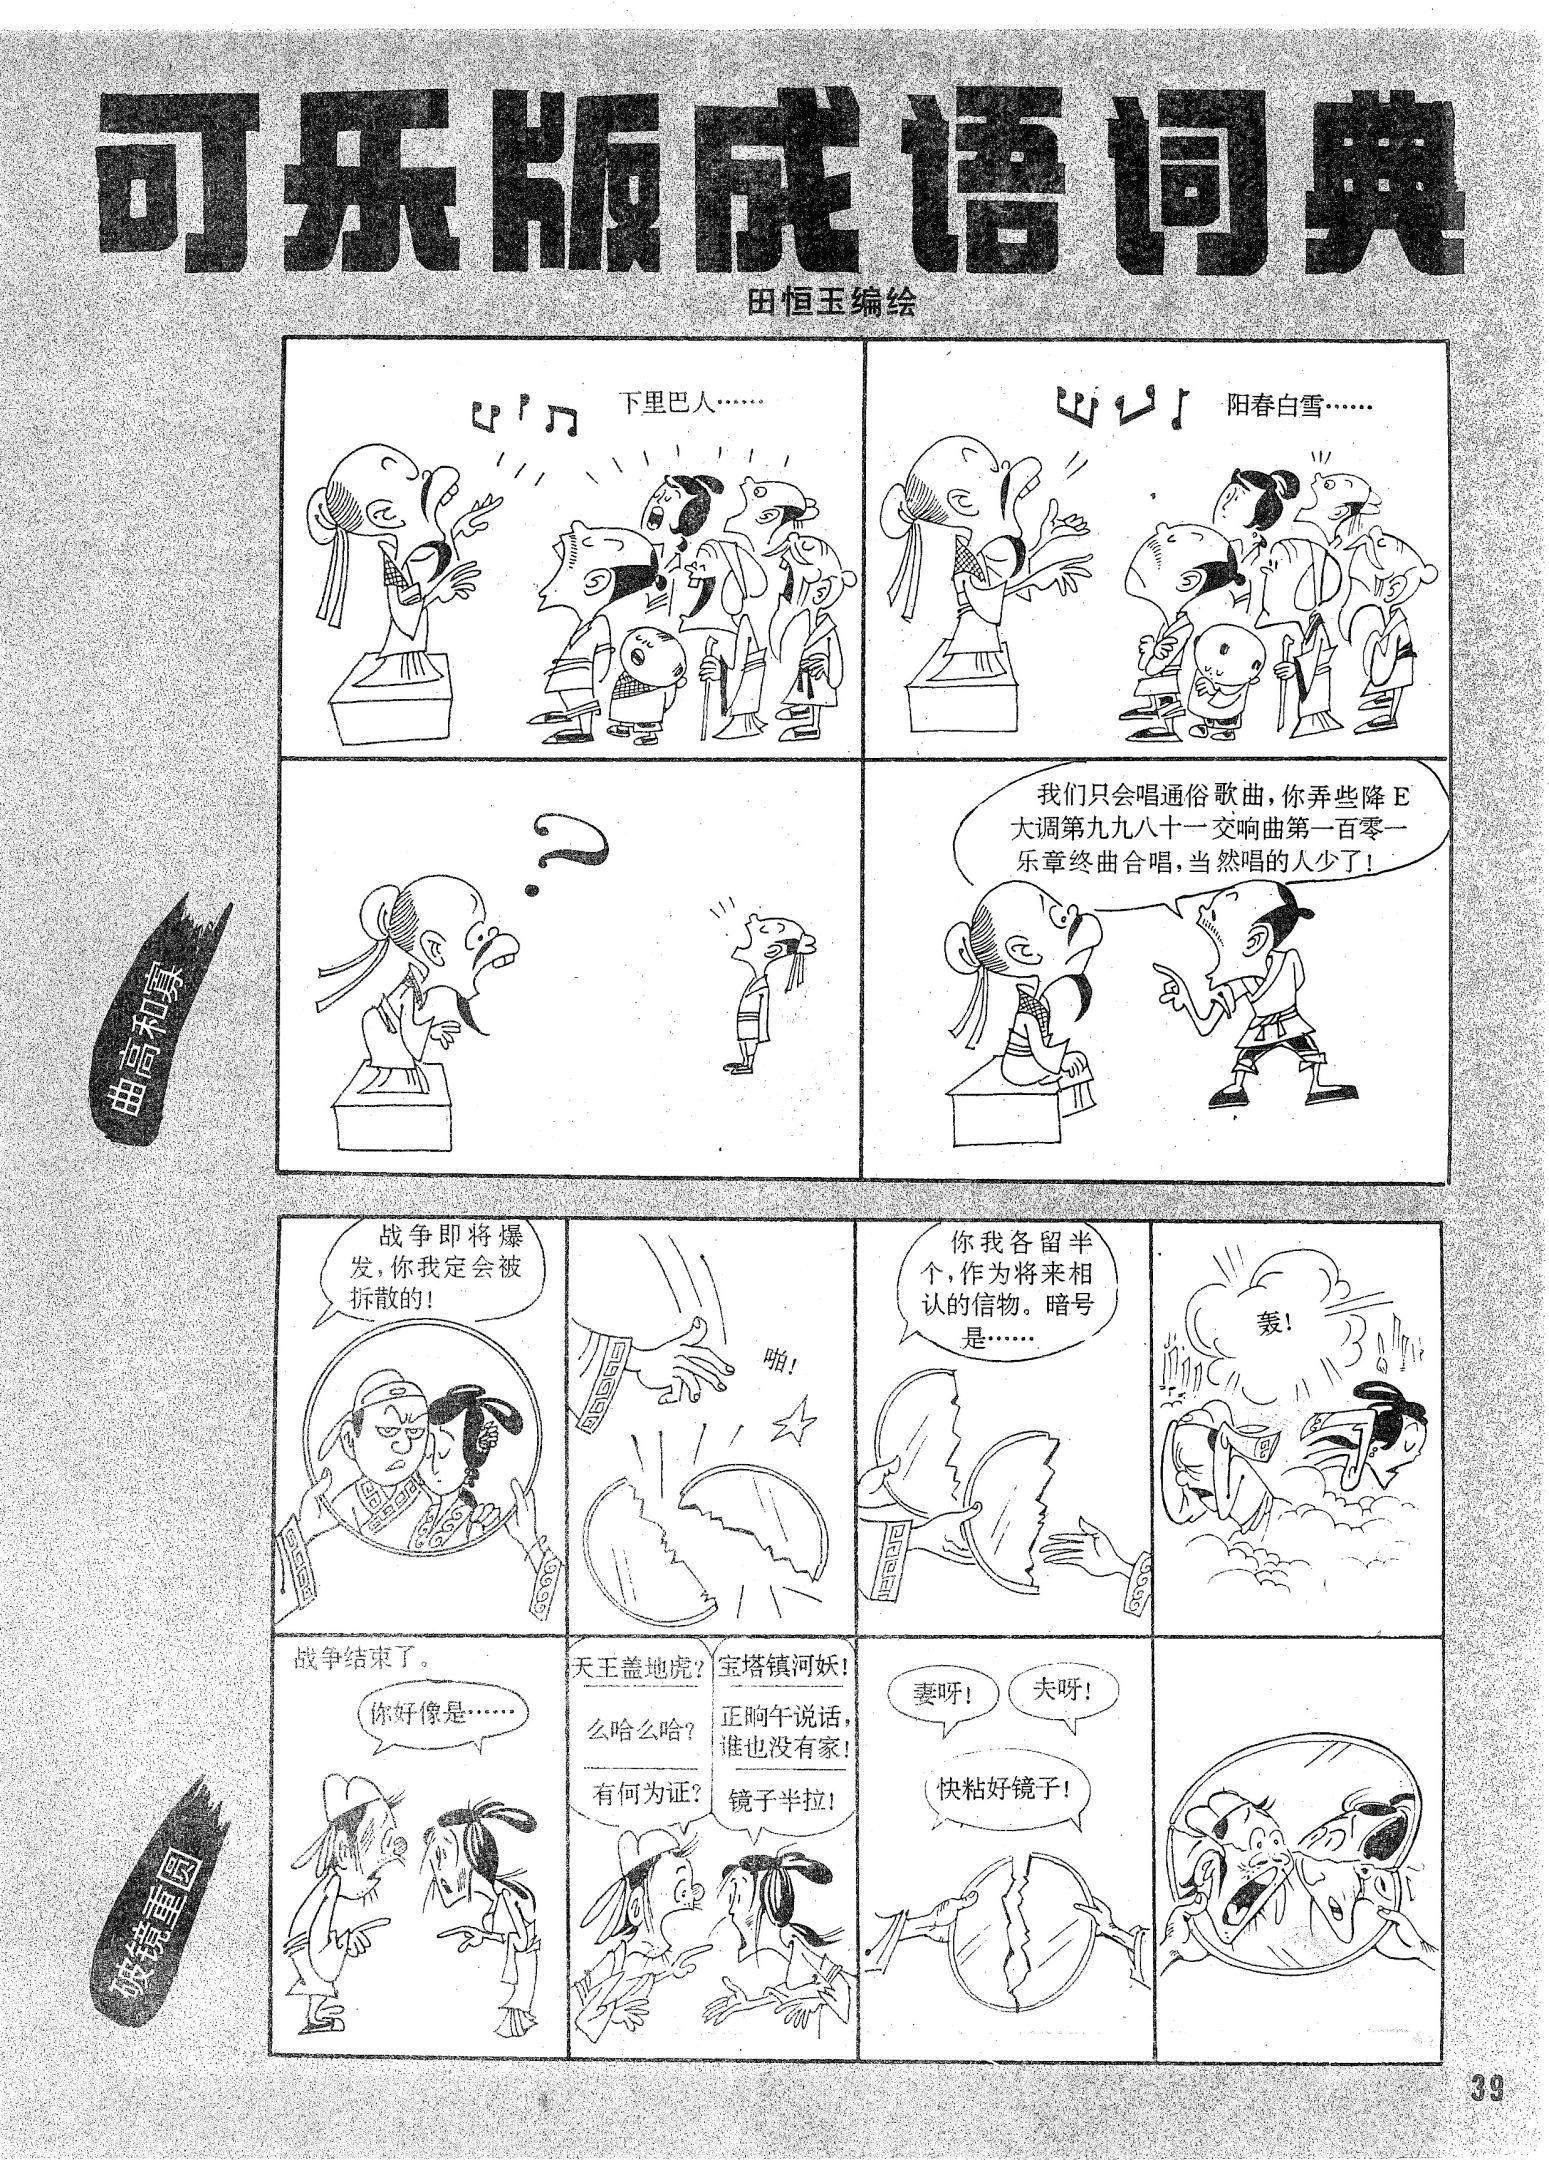 可乐版成语词典
田恒玉编绘
曲高和寡
下里巴人……
阳春白雪……
我们只会唱通俗歌曲，你弄些降E
大调第九九八十一交响曲第一百零一
乐章终曲合唱，当然唱的人少了！
破镜重圆
战争即将爆
发，你我定会被
拆散的！
啪！
你我各留半
个，作为将来相
认的信物。暗号
是……
轰！
战争结束了。
你好像是……
天王盖地虎？
宝塔镇河妖！
么哈么哈？
正晌午说话，
谁也没有家！
有何为证？
镜子半拉！
妻呀！
夫呀！
快粘好镜子！
39